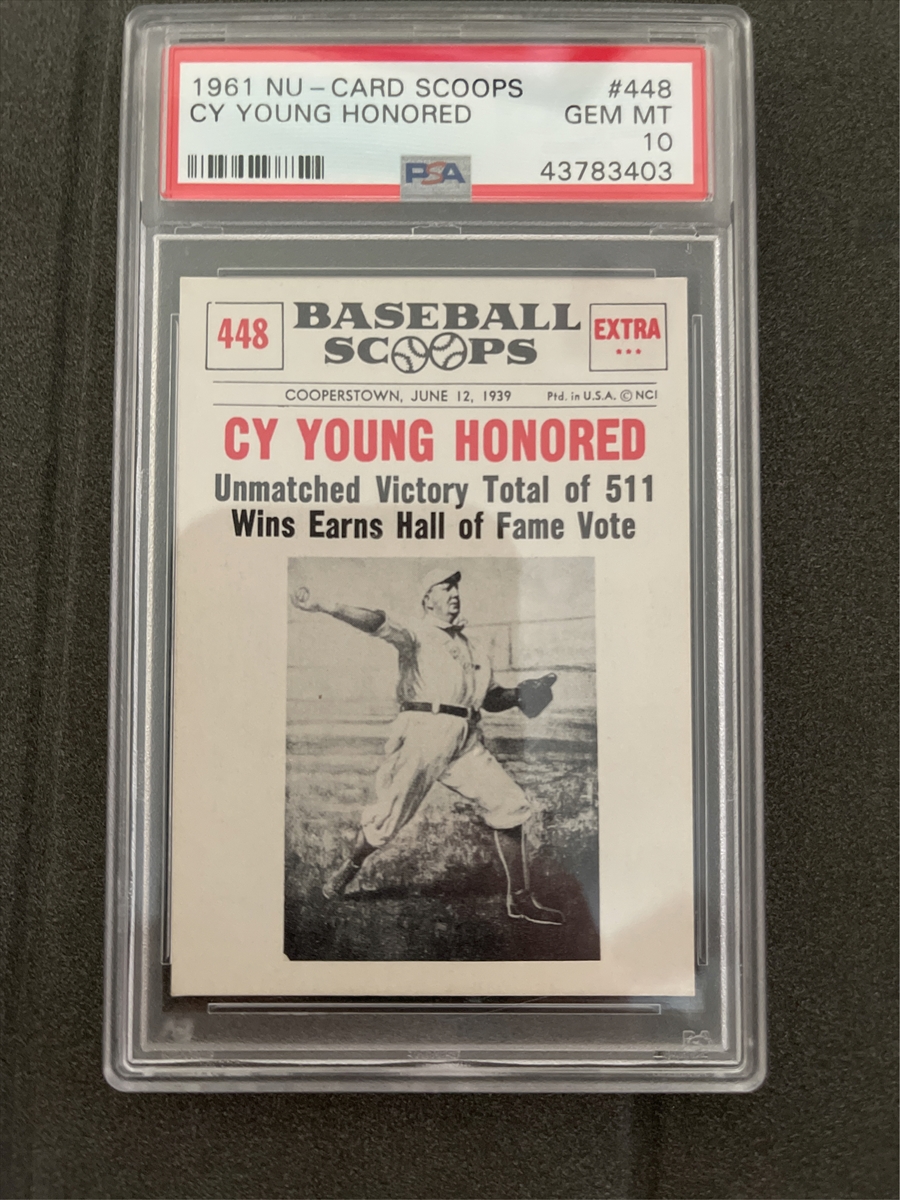 1961 NU-CARD SCOOPS #448
CY YOUNG HONORED GEM MT
10
PSA 43783403
448 BASEBALL EXTRA
SCOOPS
COOPERSTOWN, JUNE 12, 1939 Ptd. in U.S.A. © NCI
CY YOUNG HONORED
Unmatched Victory Total of 511
Wins Earns Hall of Fame Vote